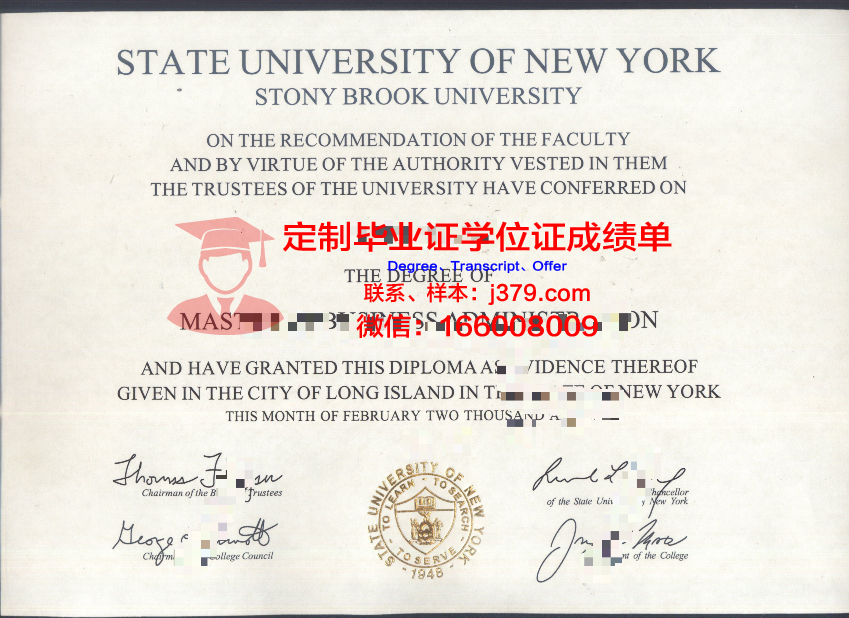 STATE UNIVERSITY OF NEW YORK
STONY BROOK UNIVERSITY
ON THE RECOMMENDATION OF THE FACULTY
AND BY VIRTUE OF THE AUTHORITY VESTED IN THEM
THE TRUSTEES OF THE UNIVERSITY HAVE CONFERRED ON
定制毕业证学位证成绩单
Degree、Transcript、Offer
THE DEGREE OF
联系、样本：j379.com
BUSINESS ADMINISTR
微信：166008009
AND HAVE GRANTED THIS DIPLOMA AS EVIDENCE THEREOF
GIVEN IN THE CITY OF LONG ISLAND IN OF NEW YORK
THIS MONTH OF FEBRUARY TWO THOUSAND
Chairman of the Trustees
of the State New York
College Council
of the College
STATE UNIVERSITY OF NEW YORK
TO LEARN · TO SEARCH
· TO SERVE ·
· 1948 ·